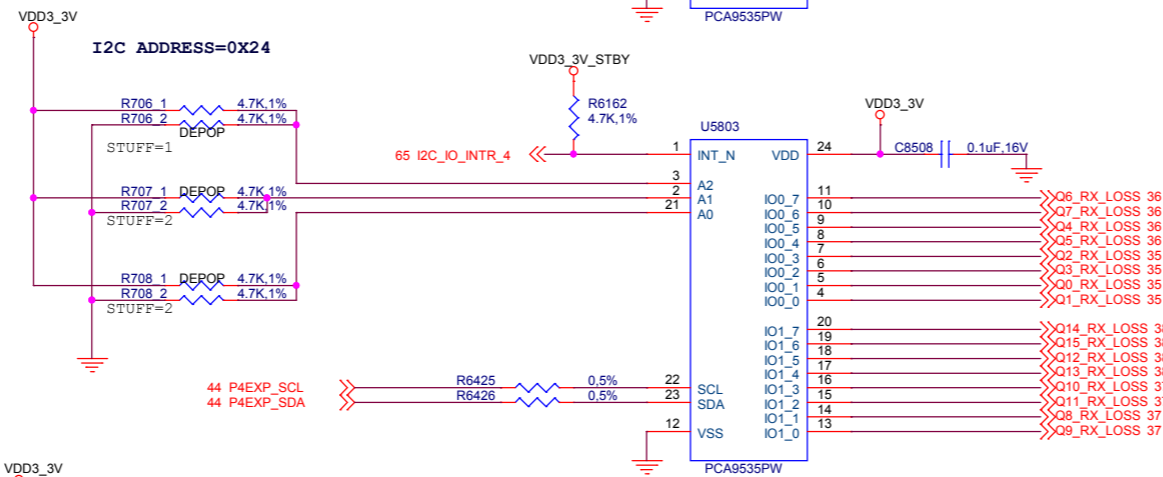 PCA9535PW
VDD3_3V
I2C ADDRESS=0X24
VDD3_3V_STBY
R6162
4.7K,1%
VDD3_3V
R706_1 4.7K,1%
R706_2 4.7K,1%
DEPOP
STUFF=1
U5803
65 I2C_IO_INTR_4
1 INT_N VDD 24
C8508 0.1uF,16V
3 A2
2 A1
21 A0
R707_1 DEPOP 4.7K,1%
R707_2 4.7K,1%
STUFF=2
R708_1 DEPOP 4.7K,1%
R708_2 4.7K,1%
STUFF=2
IO0_7 11 Q6_RX_LOSS 36
IO0_6 10 Q7_RX_LOSS 36
IO0_5 9 Q4_RX_LOSS 36
IO0_4 8 Q5_RX_LOSS 36
IO0_3 7 Q2_RX_LOSS 35
IO0_2 6 Q3_RX_LOSS 35
IO0_1 5 Q0_RX_LOSS 35
IO0_0 4 Q1_RX_LOSS 35
IO1_7 20 Q14_RX_LOSS
IO1_6 19 Q15_RX_LOSS
IO1_5 18 Q12_RX_LOSS
IO1_4 17 Q13_RX_LOSS
IO1_3 16 Q10_RX_LOSS
IO1_2 15 Q11_RX_LOSS
IO1_1 14 Q8_RX_LOSS 37
IO1_0 13 Q9_RX_LOSS 37
44 P4EXP_SCL R6425 0,5% 22 SCL
44 P4EXP_SDA R6426 0,5% 23 SDA
12 VSS
PCA9535PW
VDD3_3V